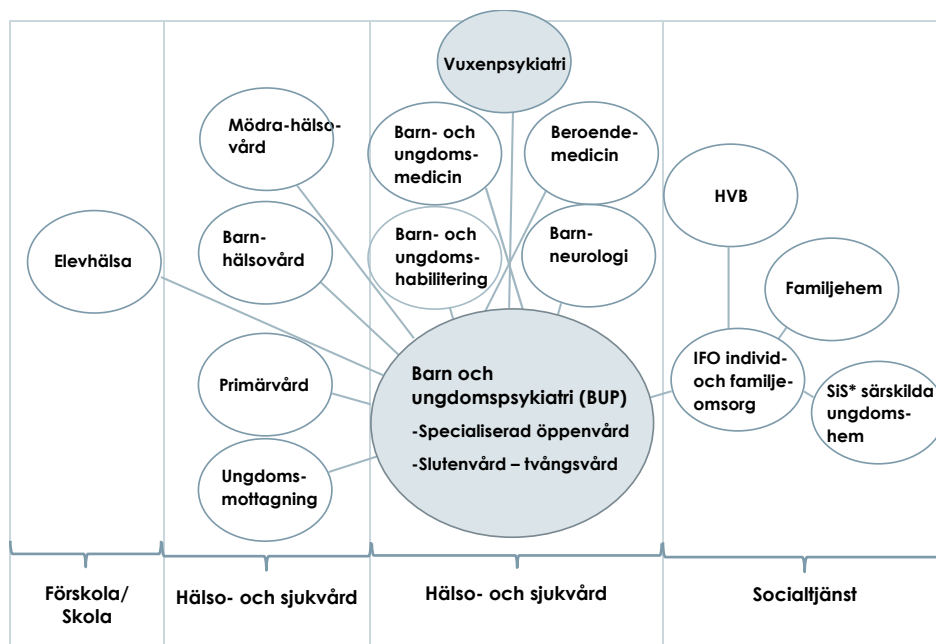 Vuxenpsykiatri
Mödra-hälso-
vård
Barn- och
ungdoms-
medicin
Beroende-
medicin
HVB
Elevhälsa
Barn-
hälsovård
Barn- och
ungdoms-
habilitering
Barn-
neurologi
Familjehem
Primärvård
Barn och
ungdomspsykiatri (BUP)
-Specialiserad öppenvård
-Slutenvård – tvångsvård
IFO individ-
och familje-
omsorg
SiS* särskilda
ungdoms-
hem
Ungdoms-
mottagning
Förskola/
Skola
Hälso- och sjukvård
Hälso- och sjukvård
Socialtjänst